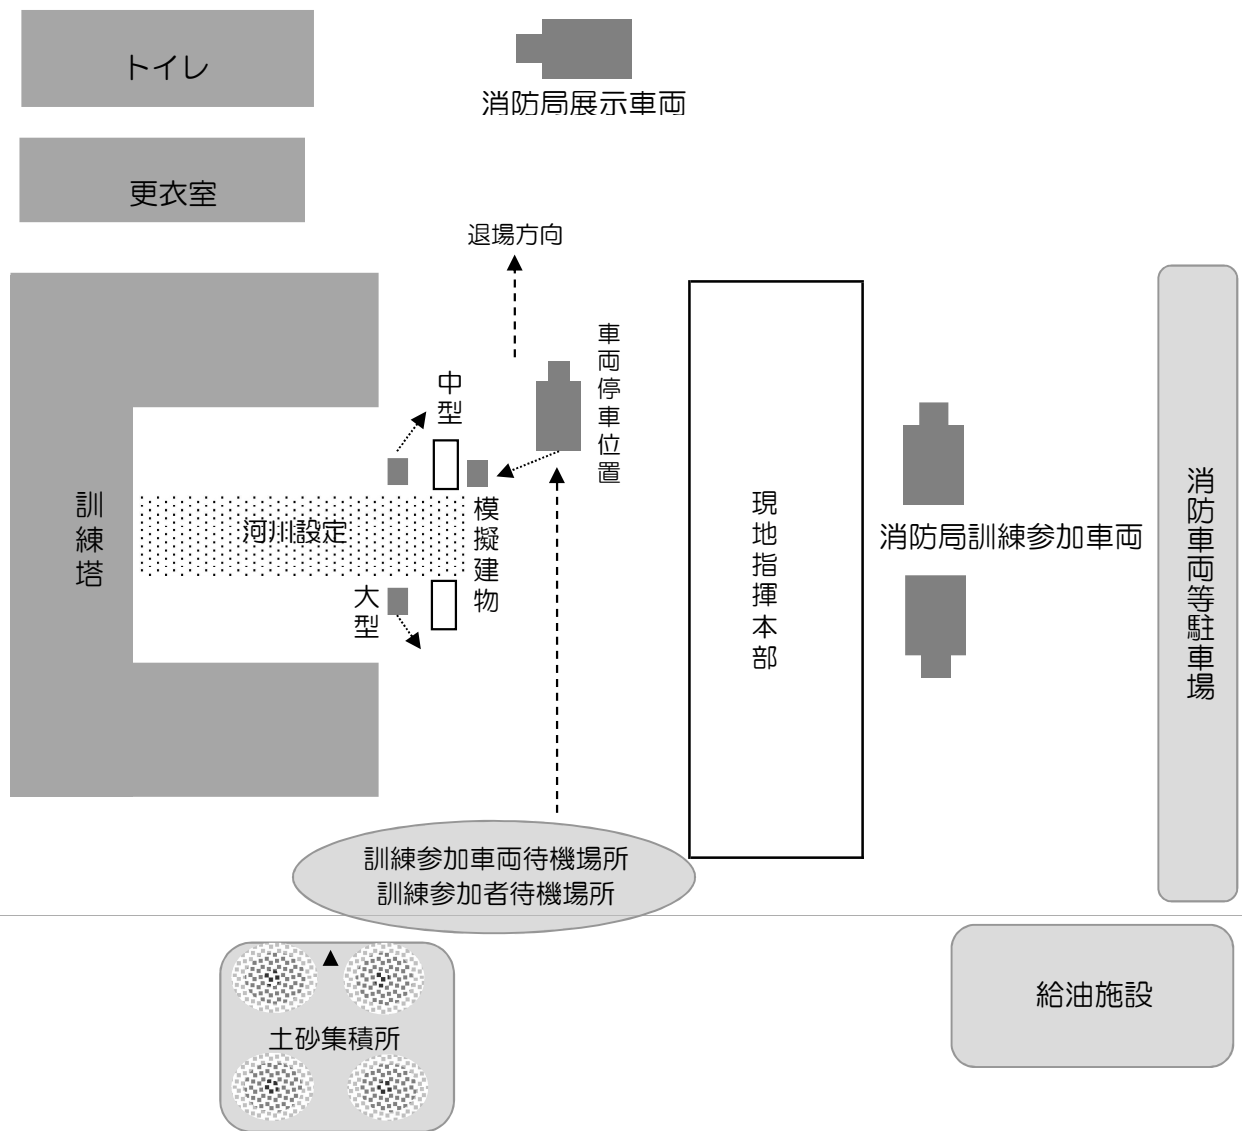 トイレ
消防局展示車両
更衣室
退場方向
車両停車位置
中型
訓練塔
河川設定
模擬建物
大型
現地指揮本部
消防局訓練参加車両
消防車両等駐車場
訓練参加車両待機場所
訓練参加者待機場所
給油施設
土砂集積所